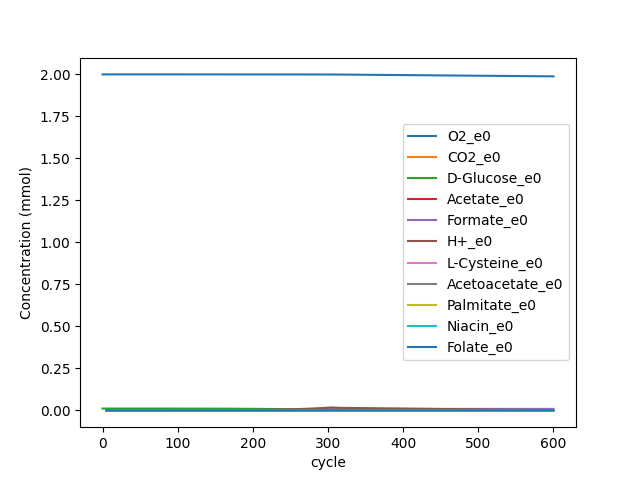 Concentration (mmol)
2.00
1.75
1.50
1.25
1.00
0.75
0.50
0.25
0.00
O2_e0
CO2_e0
D-Glucose_e0
Acetate_e0
Formate_e0
H+_e0
L-Cysteine_e0
Acetoacetate_e0
Palmitate_e0
Niacin_e0
Folate_e0
0 100 200 300 400 500 600
cycle